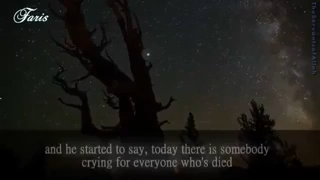 Faris
and he started to say, today there is somebody
crying for everyone who's died